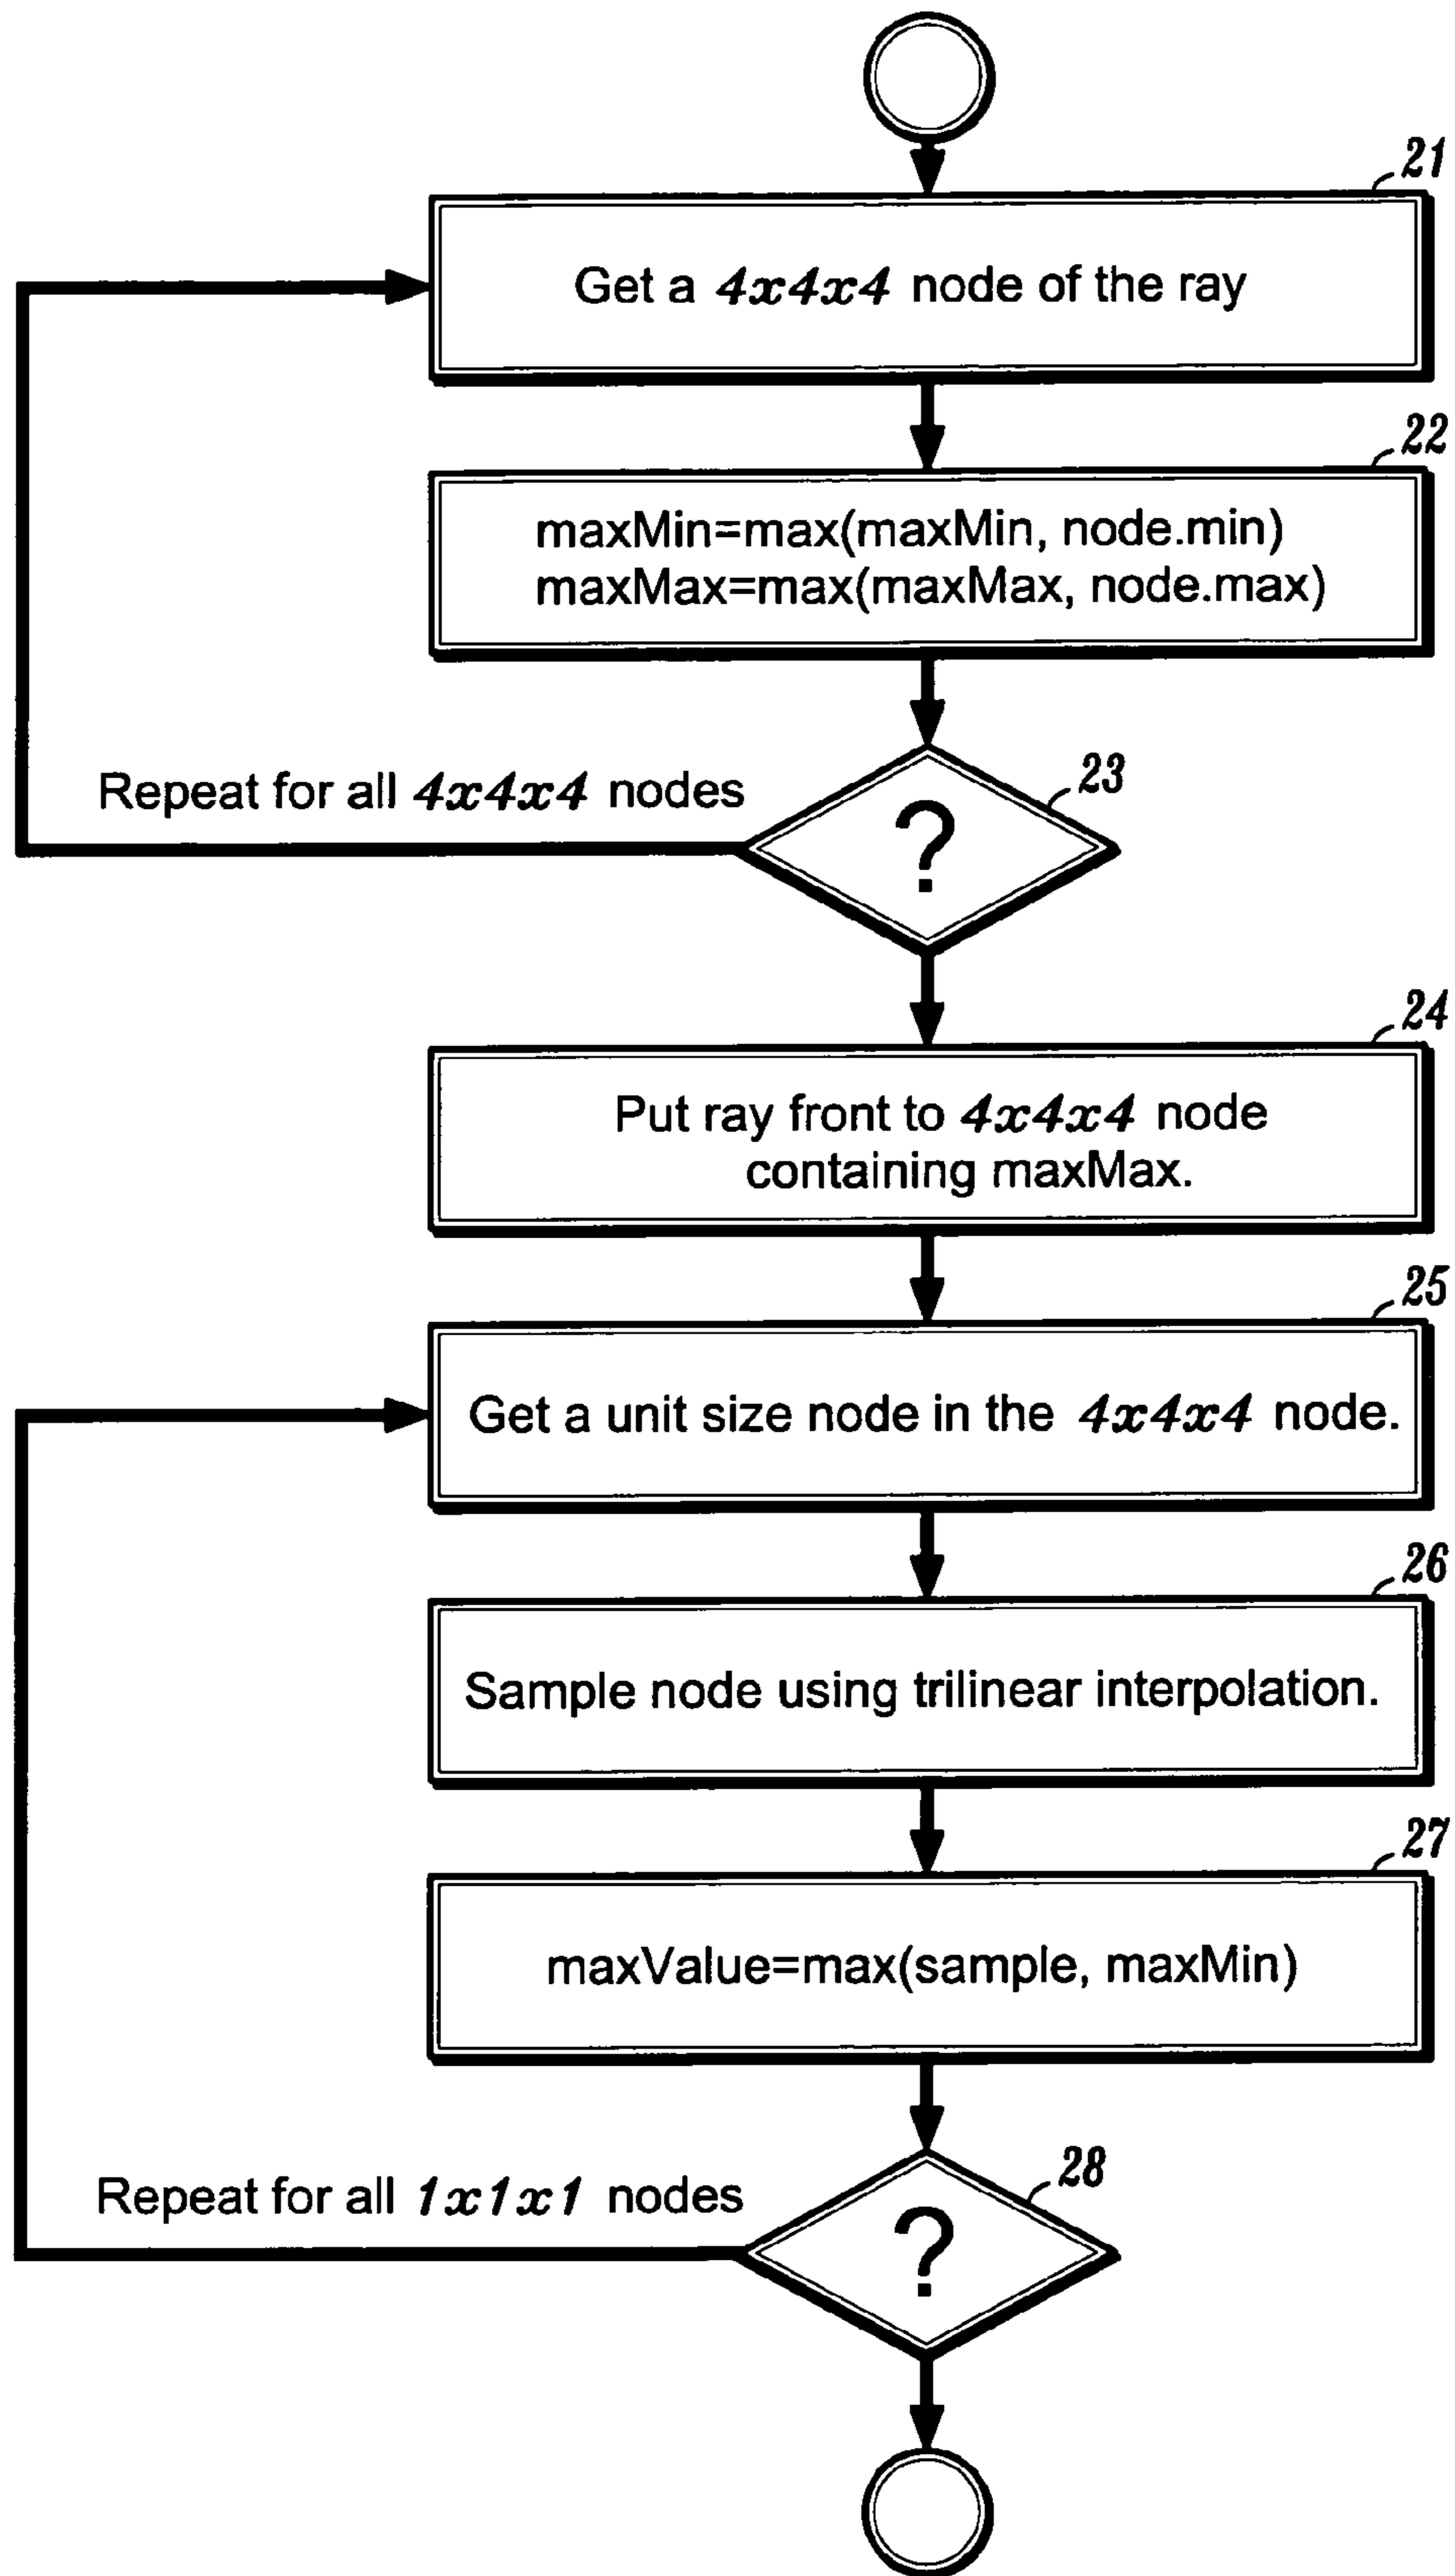 21
Get a 4x4x4 node of the ray
22
maxMin=max(maxMin, node.min)
maxMax=max(maxMax, node.max)
23
Repeat for all 4x4x4 nodes
?
24
Put ray front to 4x4x4 node
containing maxMax.
25
Get a unit size node in the 4x4x4 node.
26
Sample node using trilinear interpolation.
27
maxValue=max(sample, maxMin)
28
Repeat for all 1x1x1 nodes
?